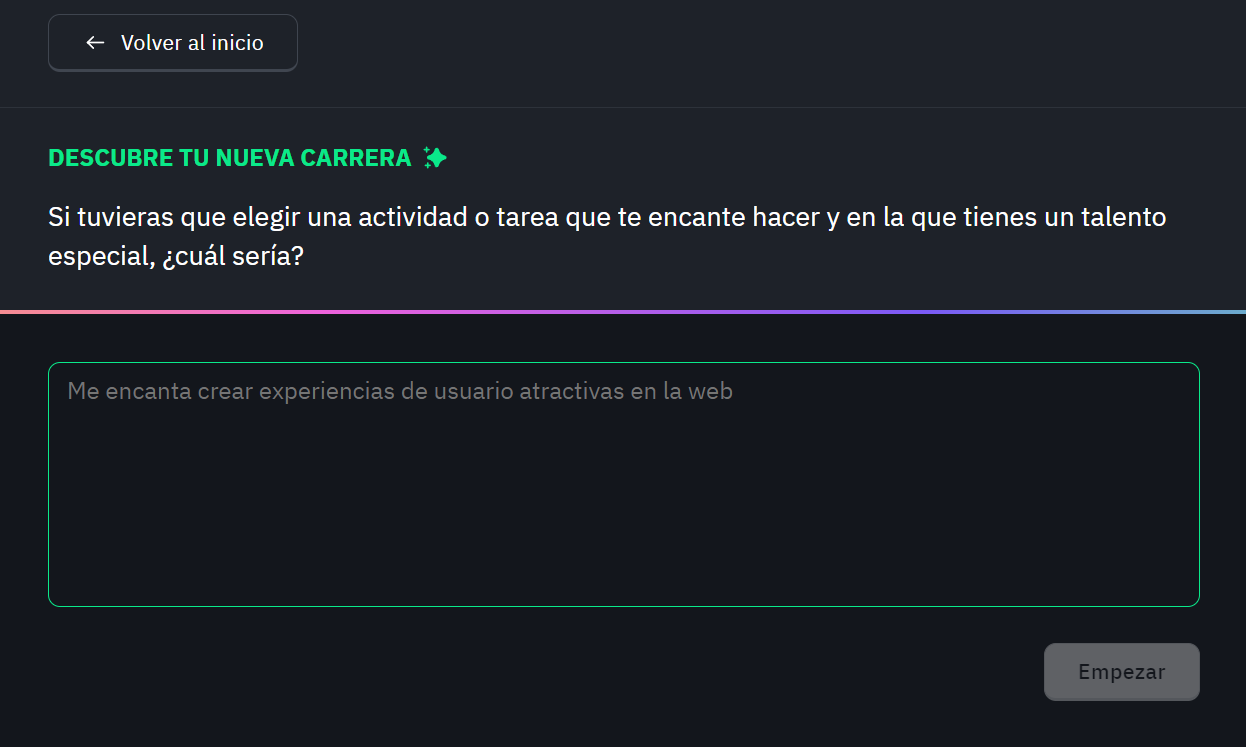 ← Volver al inicio
DESCUBRE TU NUEVA CARRERA
Si tuvieras que elegir una actividad o tarea que te encante hacer y en la que tienes un talento
especial, ¿cuál sería?
Me encanta crear experiencias de usuario atractivas en la web
Empezar